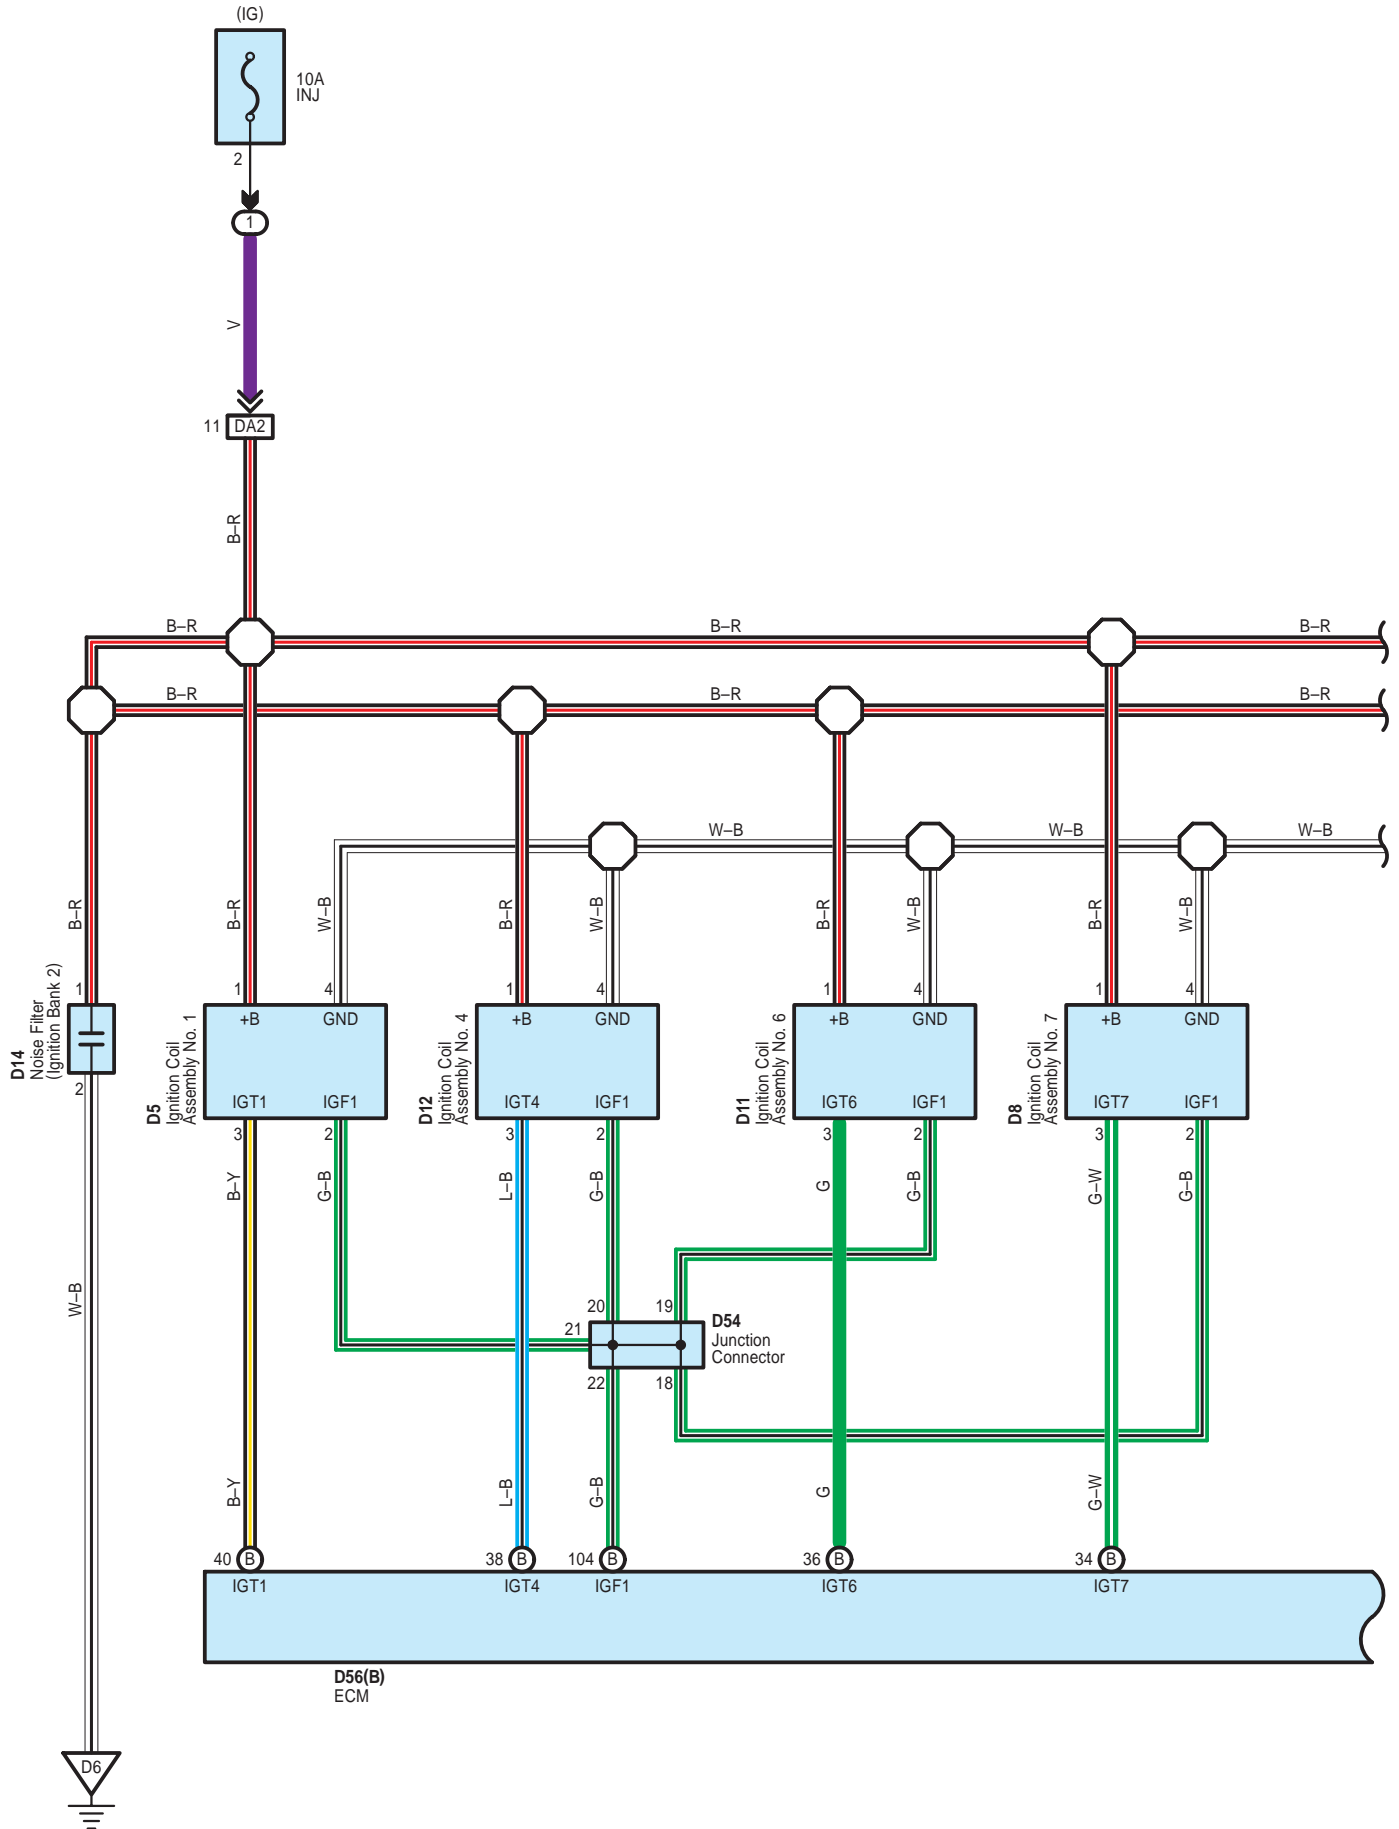 (IG)
10A
INJ
2
1
V
11 DA2
B–R
B–R B–R B–R
B–R B–R B–R
W–B W–B W–B
B–R B–R W–B B–R W–B B–R W–B B–R W–B
1 1 4 1 4 1 4 1 4
D14
Noise Filter
(Ignition Bank 2)
2
D5
Ignition Coil
Assembly No. 1
+B GND
IGT1 IGF1
D12
Ignition Coil
Assembly No. 4
+B GND
IGT4 IGF1
D11
Ignition Coil
Assembly No. 6
+B GND
IGT6 IGF1
D8
Ignition Coil
Assembly No. 7
+B GND
IGT7 IGF1
3 2 3 2 3 2 3 2
B–Y G–B L–B G–B G G–B G–W G–B
W–B
20 19
21
D54
Junction
Connector
22 18
B–Y L–B G–B G G–W
40 B 38 B 104 B 36 B 34 B
IGT1 IGT4 IGF1 IGT6 IGT7
D56(B)
ECM
D6